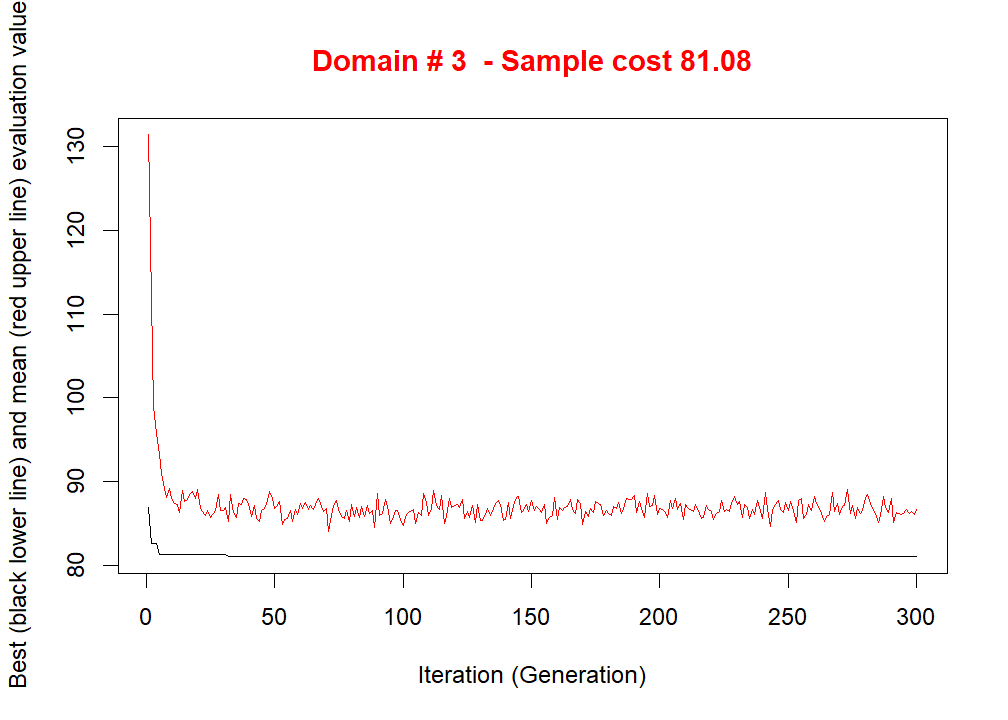 Domain # 3  - Sample cost 81.08
Best (black lower line) and mean (red upper line) evaluation value
130
120
110
100
90
80
0 50 100 150 200 250 300
Iteration (Generation)